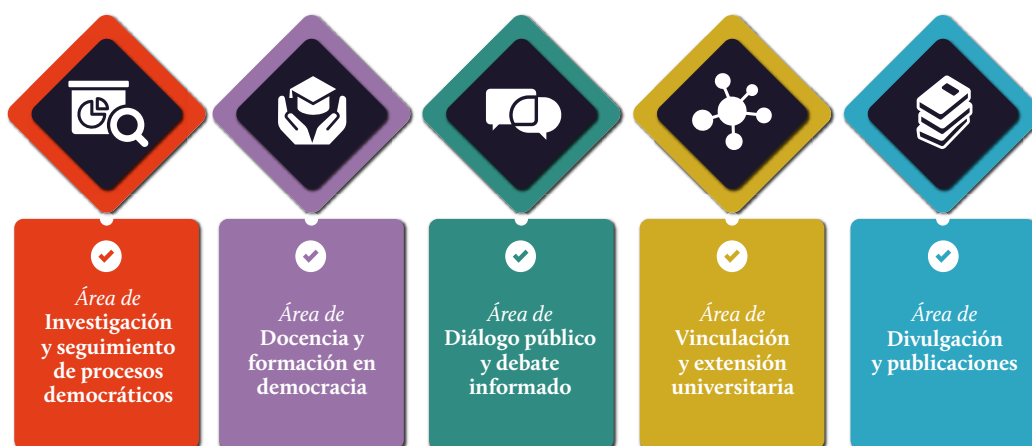 Área de
Investigación
y seguimiento
de procesos
democráticos
Área de
Docencia y
formación en
democracia
Área de
Diálogo público
y debate
informado
Área de
Vinculación
y extensión
universitaria
Área de
Divulgación
y publicaciones